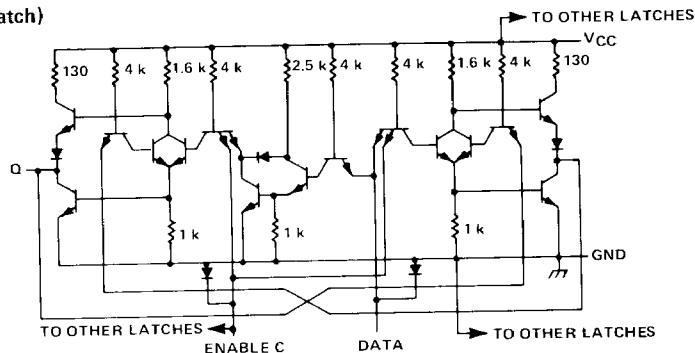 atch)
TO OTHER LATCHES
VCC
130
4 k
1.6 k
4 k
2.5 k
4 k
1.6 k
4 k
130
Q
1 k
1 k
1 k
GND
TO OTHER LATCHES
ENABLE C
DATA
TO OTHER LATCHES